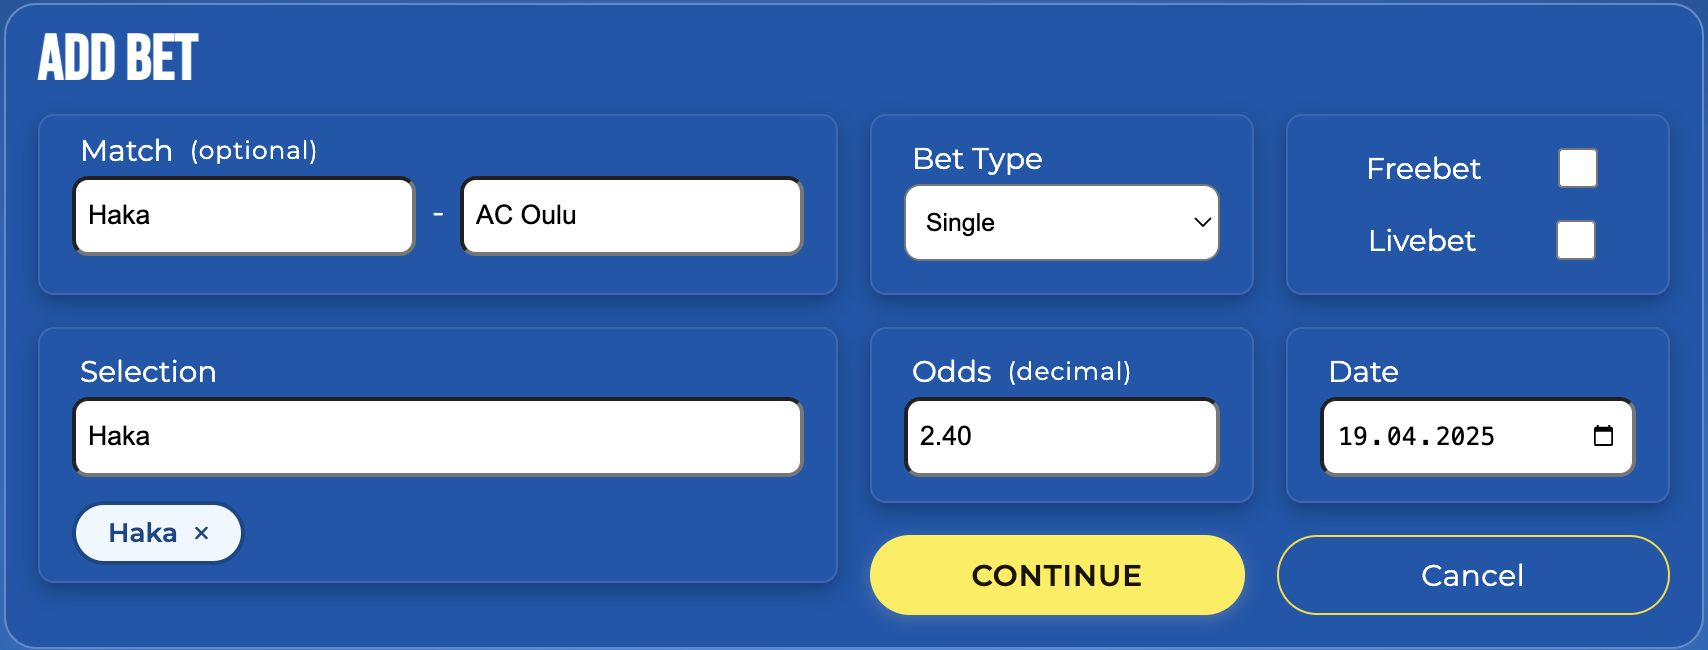 ADD BET
Match (optional)
Haka - AC Oulu
Bet Type
Single
Freebet
Livebet
Selection
Haka
Haka ×
Odds (decimal)
2.40
Date
19.04.2025
CONTINUE
Cancel